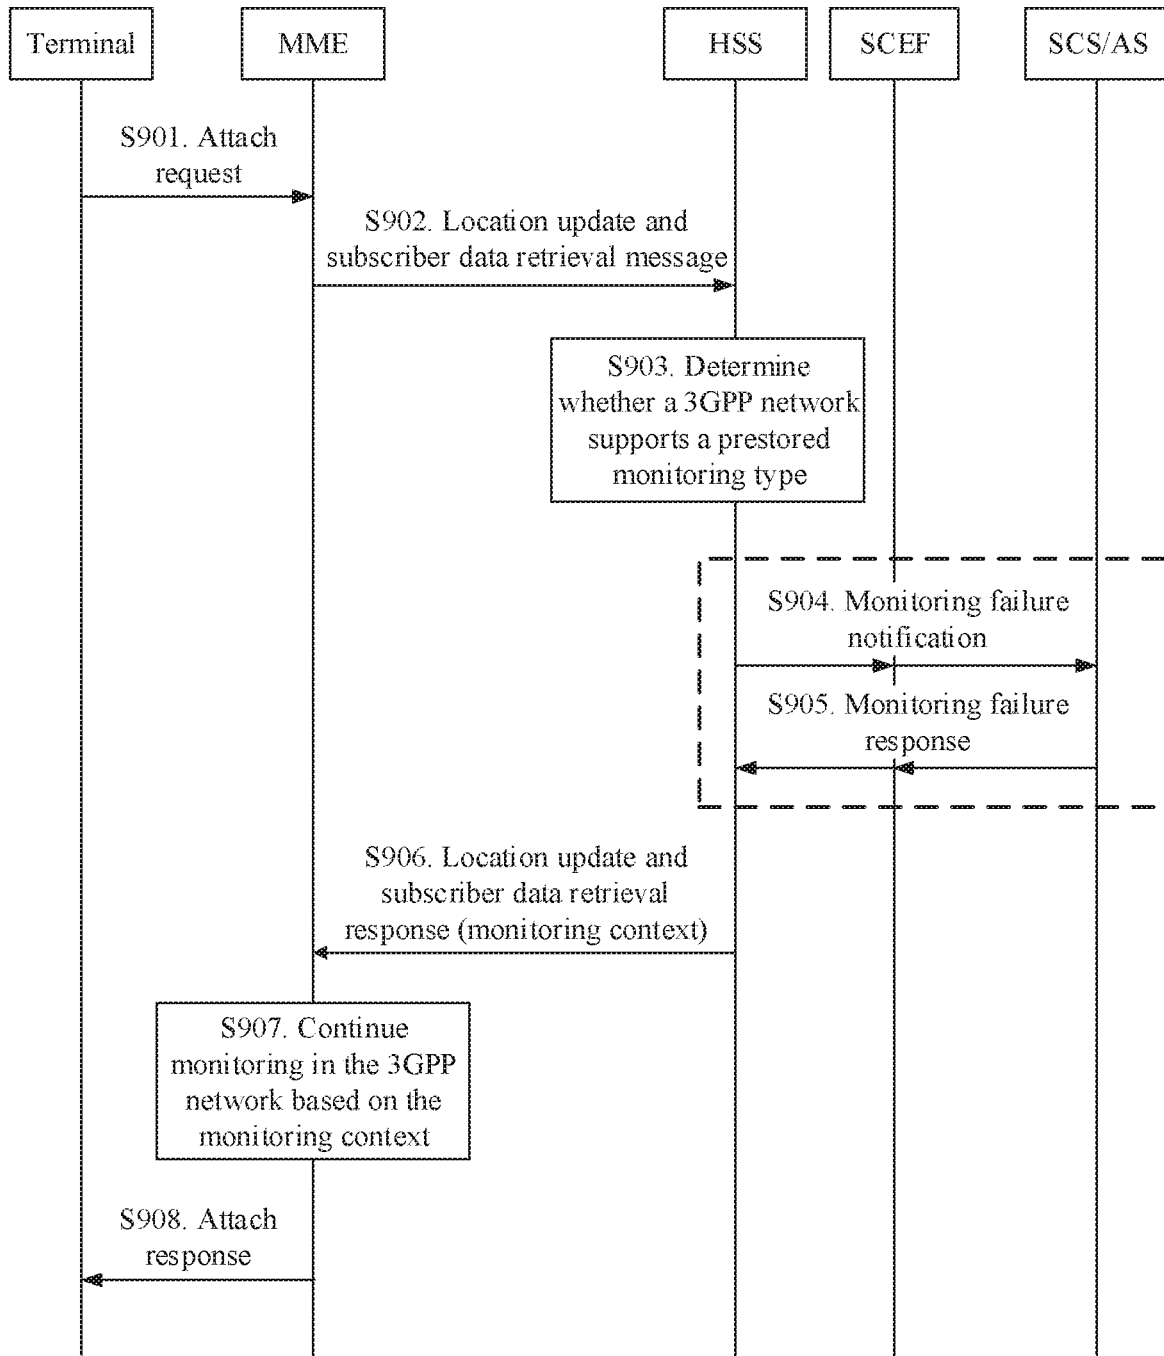 Terminal
MME
HSS
SCEF
SCS/AS
S901. Attach
request
S902. Location update and
subscriber data retrieval message
S903. Determine
whether a 3GPP network
supports a prestored
monitoring type
S904. Monitoring failure
notification
S905. Monitoring failure
response
S906. Location update and
subscriber data retrieval
response (monitoring context)
S907. Continue
monitoring in the 3GPP
network based on the
monitoring context
S908. Attach
response